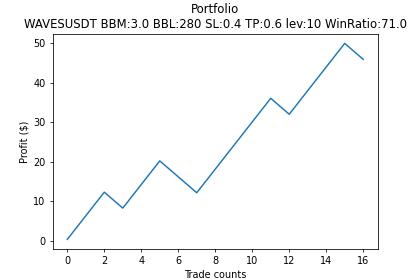 Portfolio
WAVESUSDT BBM:3.0 BBL:280 SL:0.4 TP:0.6 lev:10 WinRatio:71.0
50
40
30
20
10
0
Profit ($)
0 2 4 6 8 10 12 14 16
Trade counts